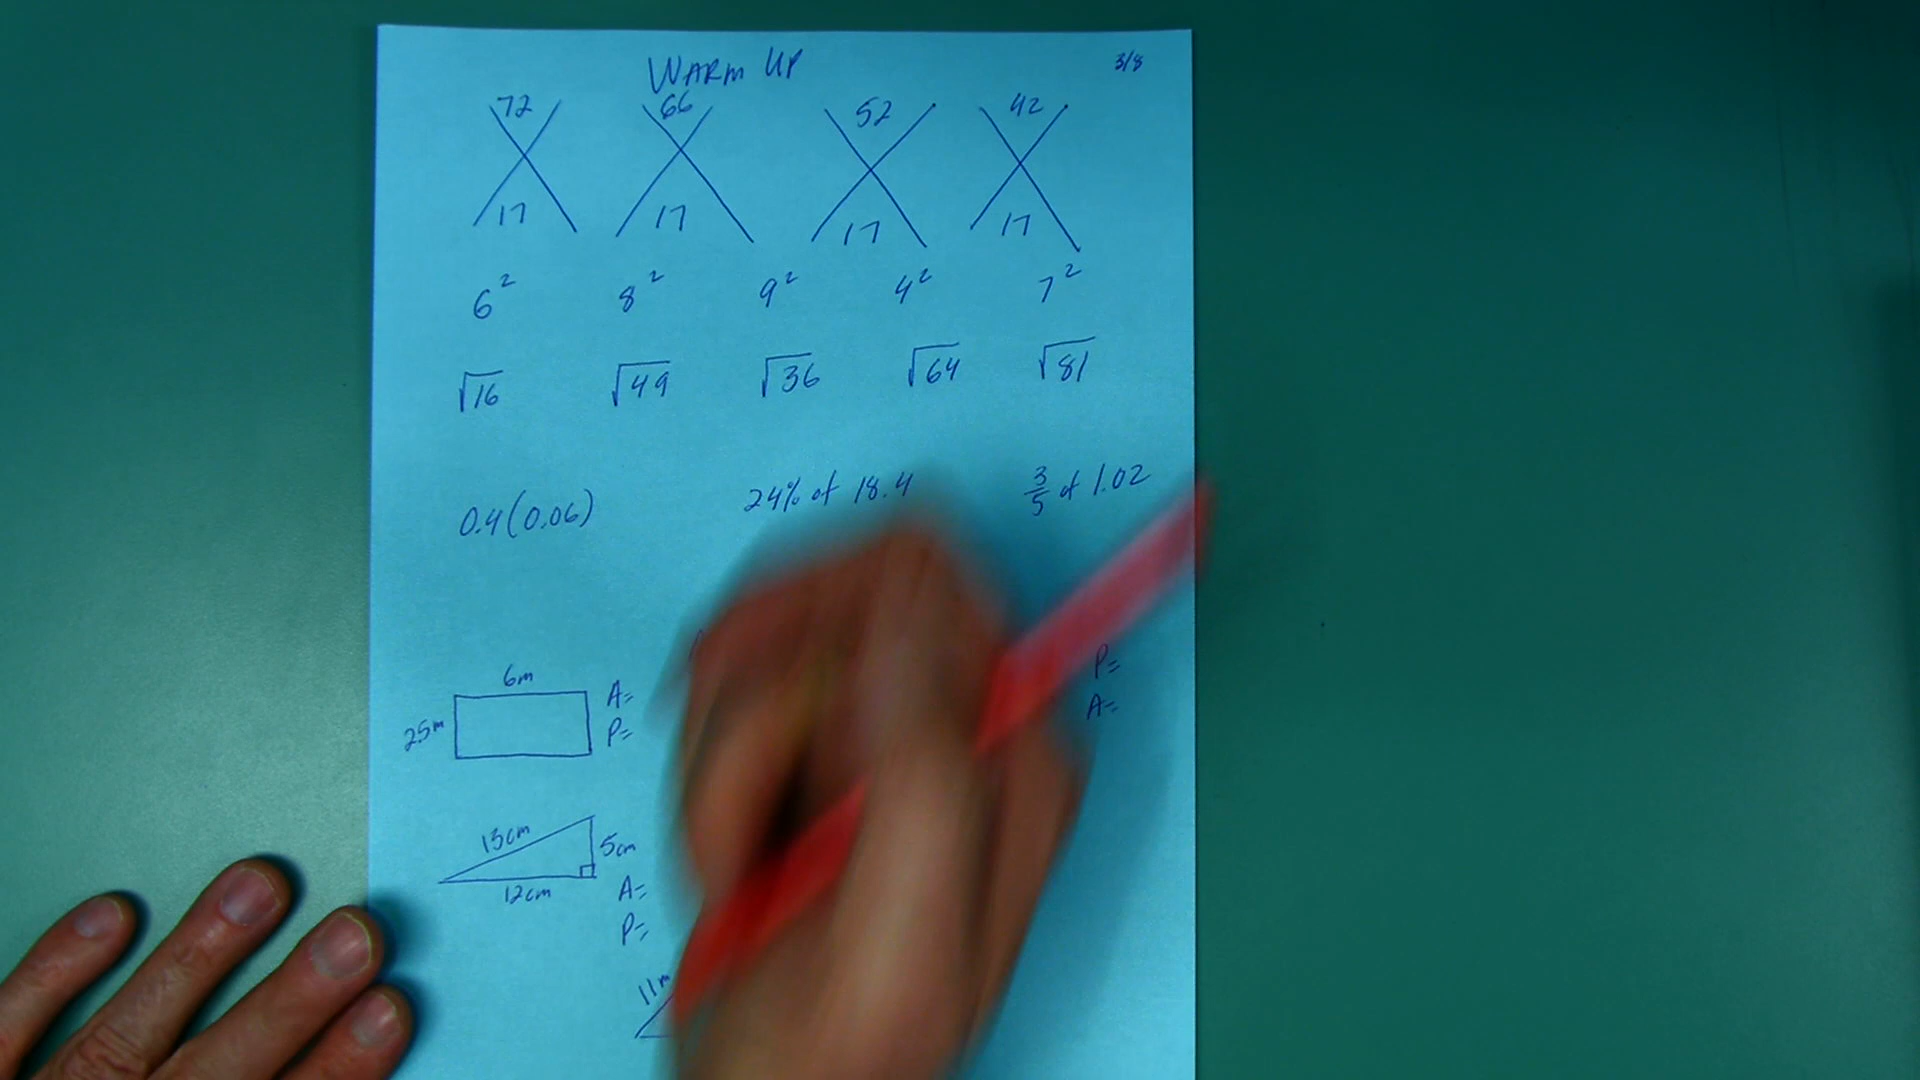 WARM UP 3/8
72 66 52 42
17 17 17 17
6² 8² 9² 4² 7²
√16 √49 √36 √64 √81
0.4(0.06) 24% of 18.4 3/5 of 1.02
6m
2.5m A= P=
P= A=
13cm 5cm
12cm A=
P=
11m